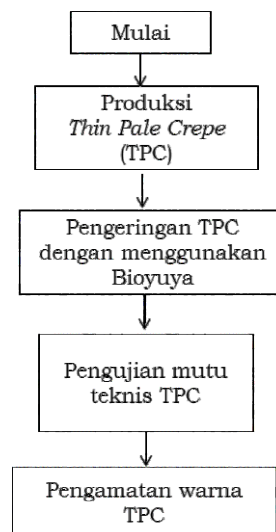 Mulai
Produksi
Thin Pale Crepe
(TPC)
Pengeringan TPC
dengan menggunakan
Bioyuya
Pengujian mutu
teknis TPC
Pengamatan warna
TPC